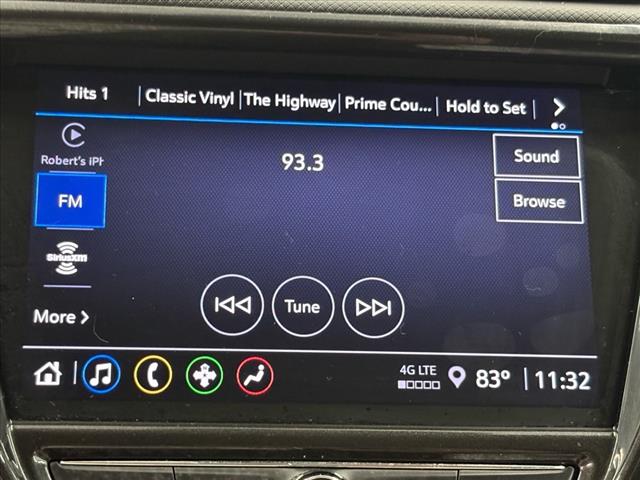 Hits 1 Classic Vinyl The Highway Prime Cou... Hold to Set
Robert's iPh
93.3
Sound
FM
Browse
SiriusXM
Tune
More
4G LTE
83° 11:32